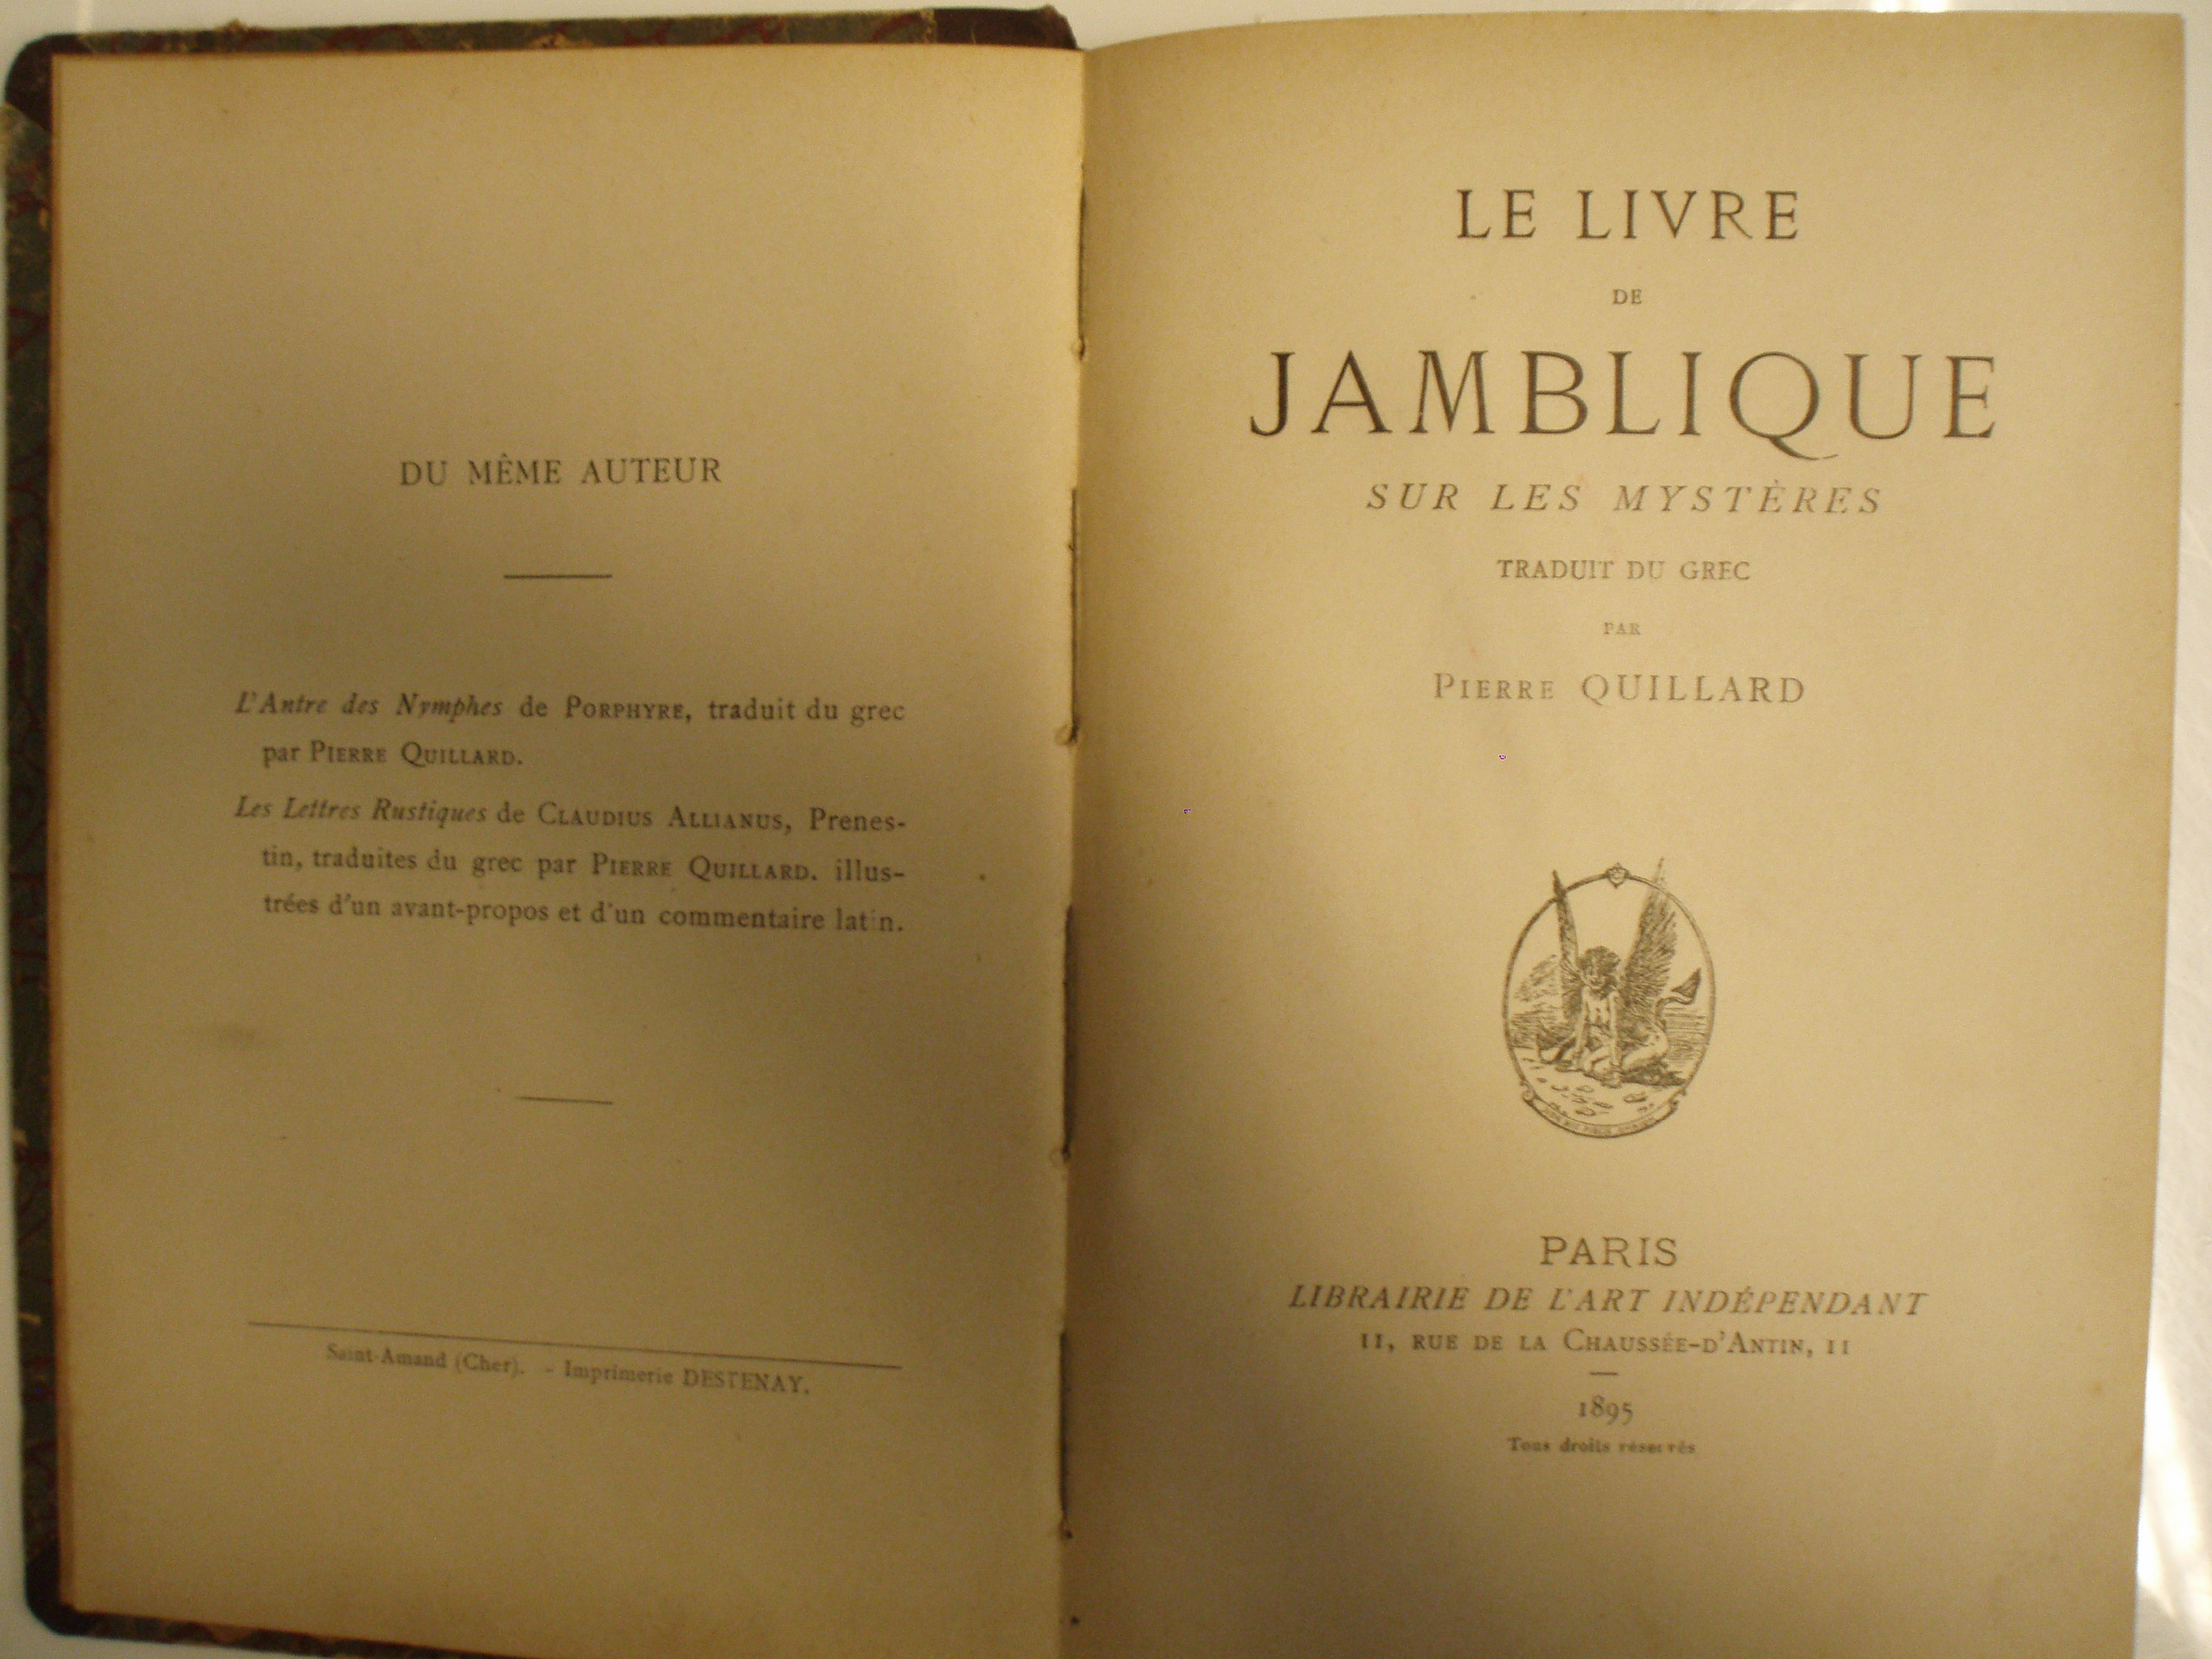 DU MÊME AUTEUR
L'Antre des Nymphes de PORPHYRE, traduit du grec
par PIERRE QUILLARD.
Les Lettres Rustiques de CLAUDIUS ALLIANUS, Prenes-
tin, traduites du grec par PIERRE QUILLARD. illus-
trées d'un avant-propos et d'un commentaire latin.
Saint-Amand (Cher). - Imprimerie DESTENAY.
LE LIVRE
DE
JAMBLIQUE
SUR LES MYSTÈRES
TRADUIT DU GREC
PAR
PIERRE QUILLARD
PARIS
LIBRAIRIE DE L'ART INDÉPENDANT
11, RUE DE LA CHAUSSÉE-D'ANTIN, 11
1895
Tous droits réservés